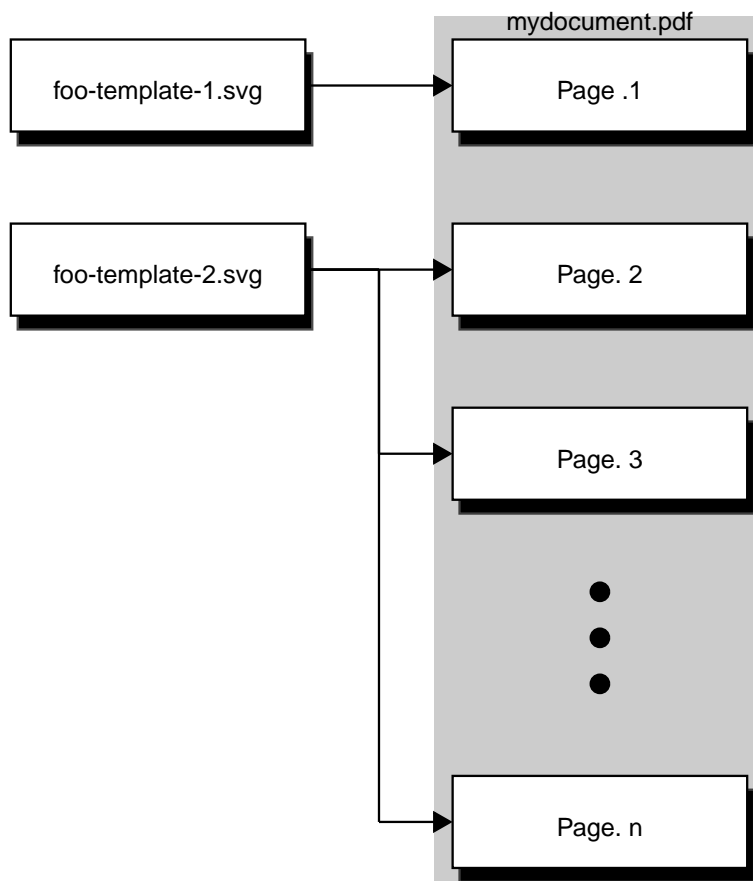 mydocument.pdf
foo-template-1.svg
Page .1
foo-template-2.svg
Page. 2
Page. 3
Page. n